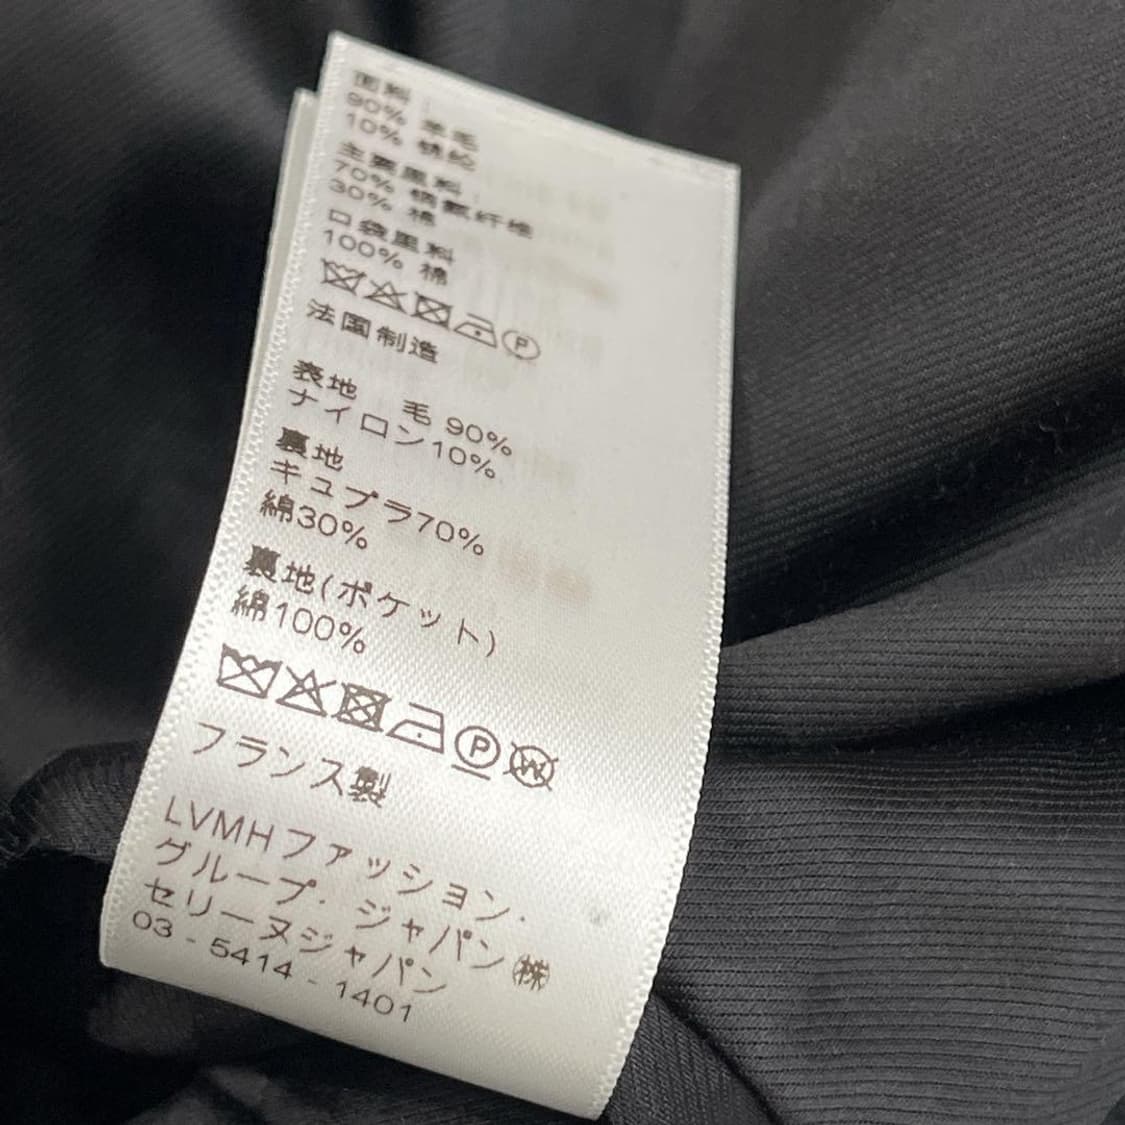 面料:
90% 羊毛
10% 锦纶
主要里料:
70% 铜氨纤维
30% 棉
口袋里料
100% 棉
P
法国制造
表地 毛 90%
ナイロン10%
裏地
キュプラ70%
綿30%
裏地(ポケット)
綿100%
P W
フランス製
LVMHファッション・
グループ・ジャパン㈱
セリーヌジャパン
03 - 5414 - 1401